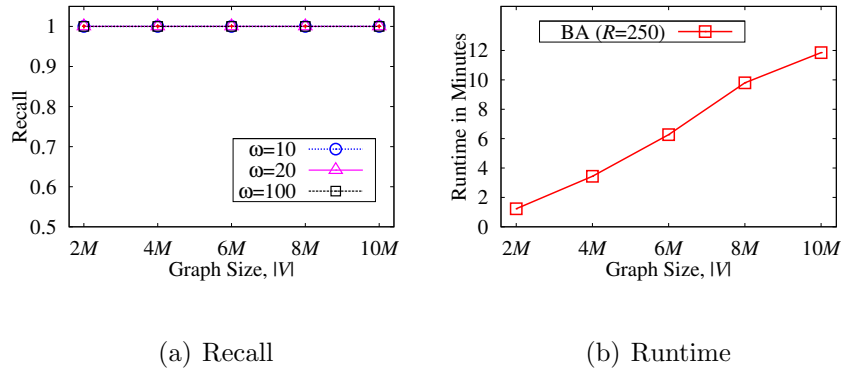 1
0.9
0.8
0.7
0.6
0.5
Recall
ω=10
ω=20
ω=100
2M 4M 6M 8M 10M
Graph Size, |V|
(a) Recall
12
10
8
6
4
2
0
Runtime in Minutes
BA (R=250)
2M 4M 6M 8M 10M
Graph Size, |V|
(b) Runtime